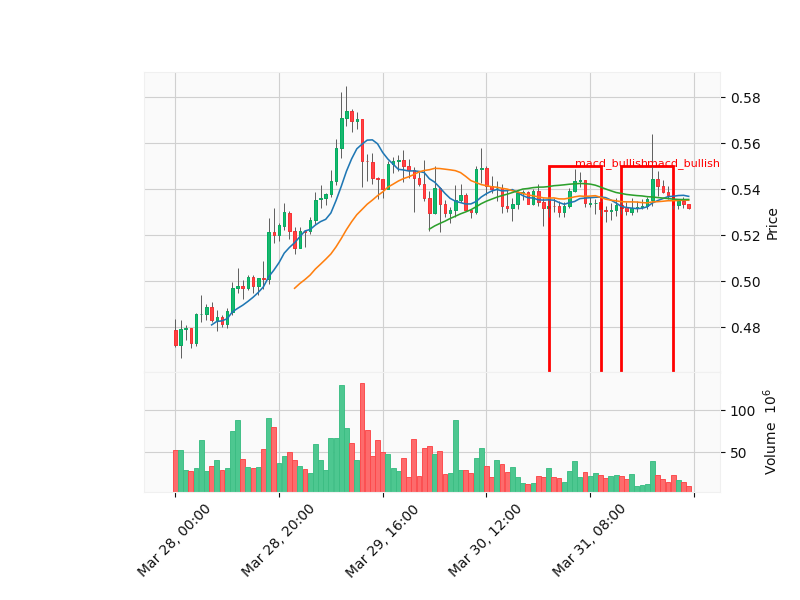 0.58
0.56
macd_bullish macd_bullish
0.54
0.52
0.50
0.48
Price
100
50
Volume 10^6
Mar 28, 00:00
Mar 28, 20:00
Mar 29, 16:00
Mar 30, 12:00
Mar 31, 08:00